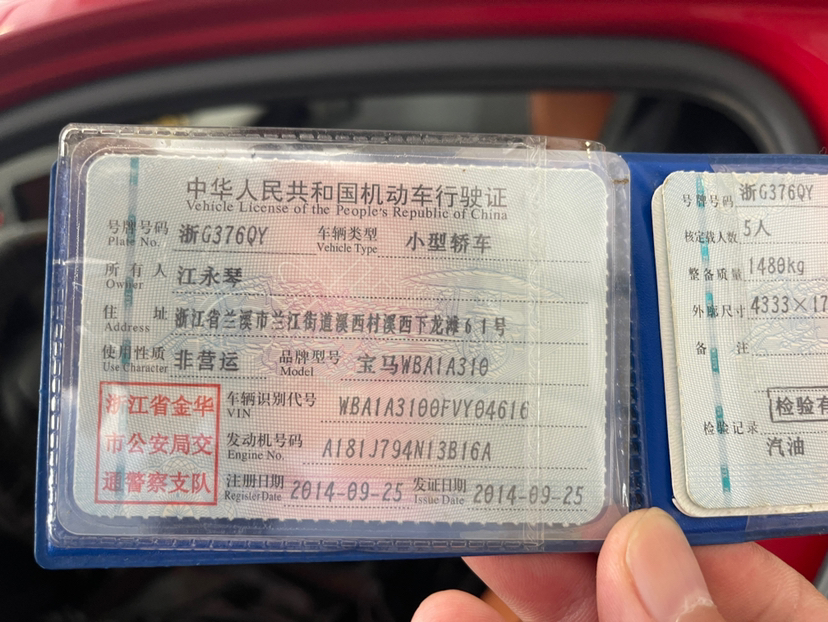 中华人民共和国机动车行驶证
Vehicle License of the People's Republic of China
号牌号码 浙G376QY 车辆类型 小型轿车
Plate No. Vehicle Type
所有人 江永琴
Owner
住址 浙江省兰溪市兰江街道溪西村溪西下龙滩61号
Address
使用性质 非营运 品牌型号 宝马WBA1A310
Use Character Model
浙江省金华
市公安局交
通警察支队
车辆识别代号 WBA1A3100FVY04616
VIN
发动机号码 A181J794N13B16A
Engine No.
注册日期 2014-09-25 发证日期 2014-09-25
Register Date Issue Date
号牌号码 浙G376QY
核定载人数 5人
整备质量 1480kg
外廓尺寸 4333×17
备注
检验有
检验记录
汽油